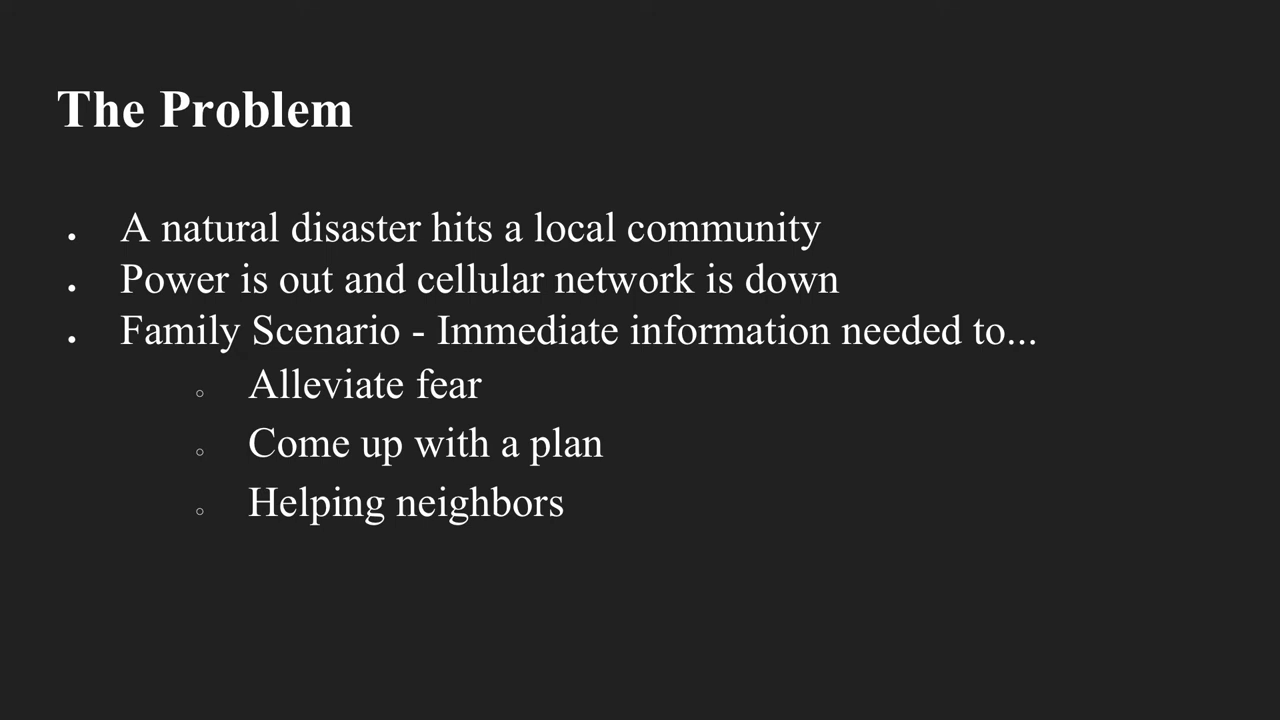 The Problem
• A natural disaster hits a local community
• Power is out and cellular network is down
• Family Scenario - Immediate information needed to...
○ Alleviate fear
○ Come up with a plan
○ Helping neighbors